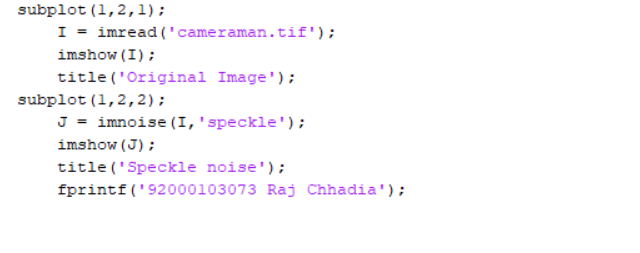 subplot(1,2,1);
I = imread('cameraman.tif');
imshow(I);
title('Original Image');
subplot(1,2,2);
J = imnoise(I,'speckle');
imshow(J);
title('Speckle noise');
fprintf('92000103073 Raj Chhadia');